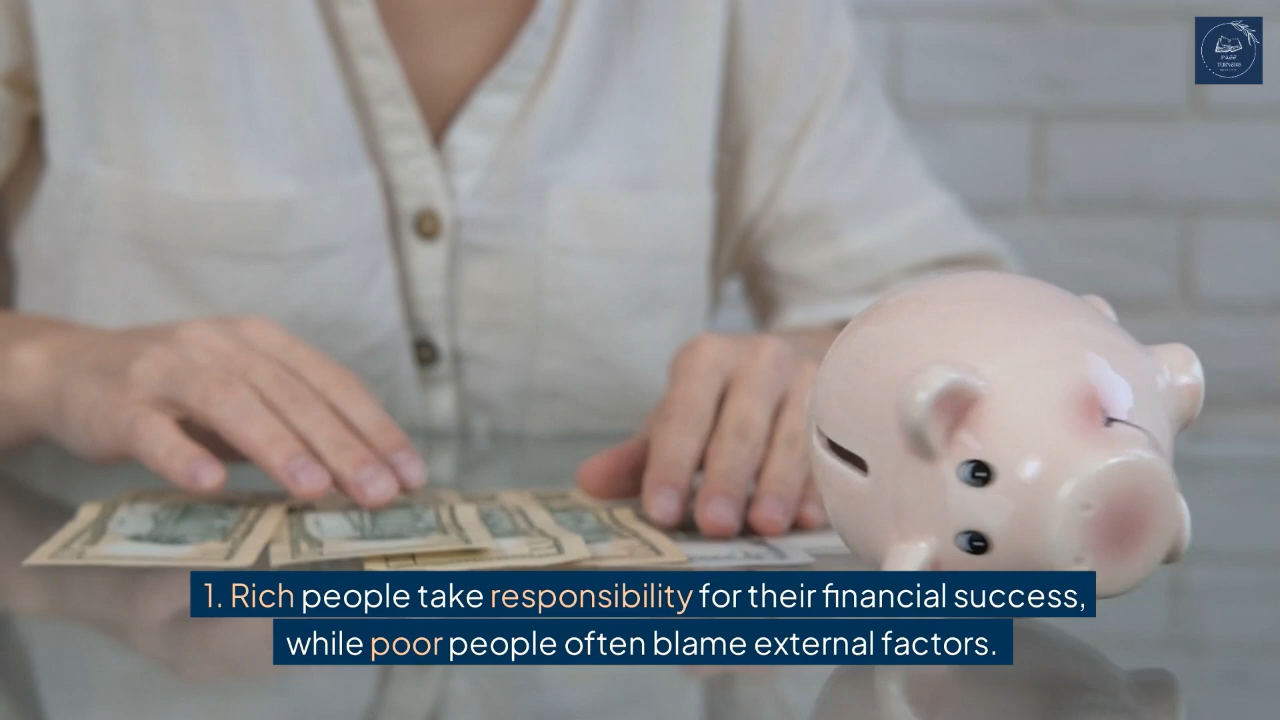 1. Rich people take responsibility for their financial success,
while poor people often blame external factors.